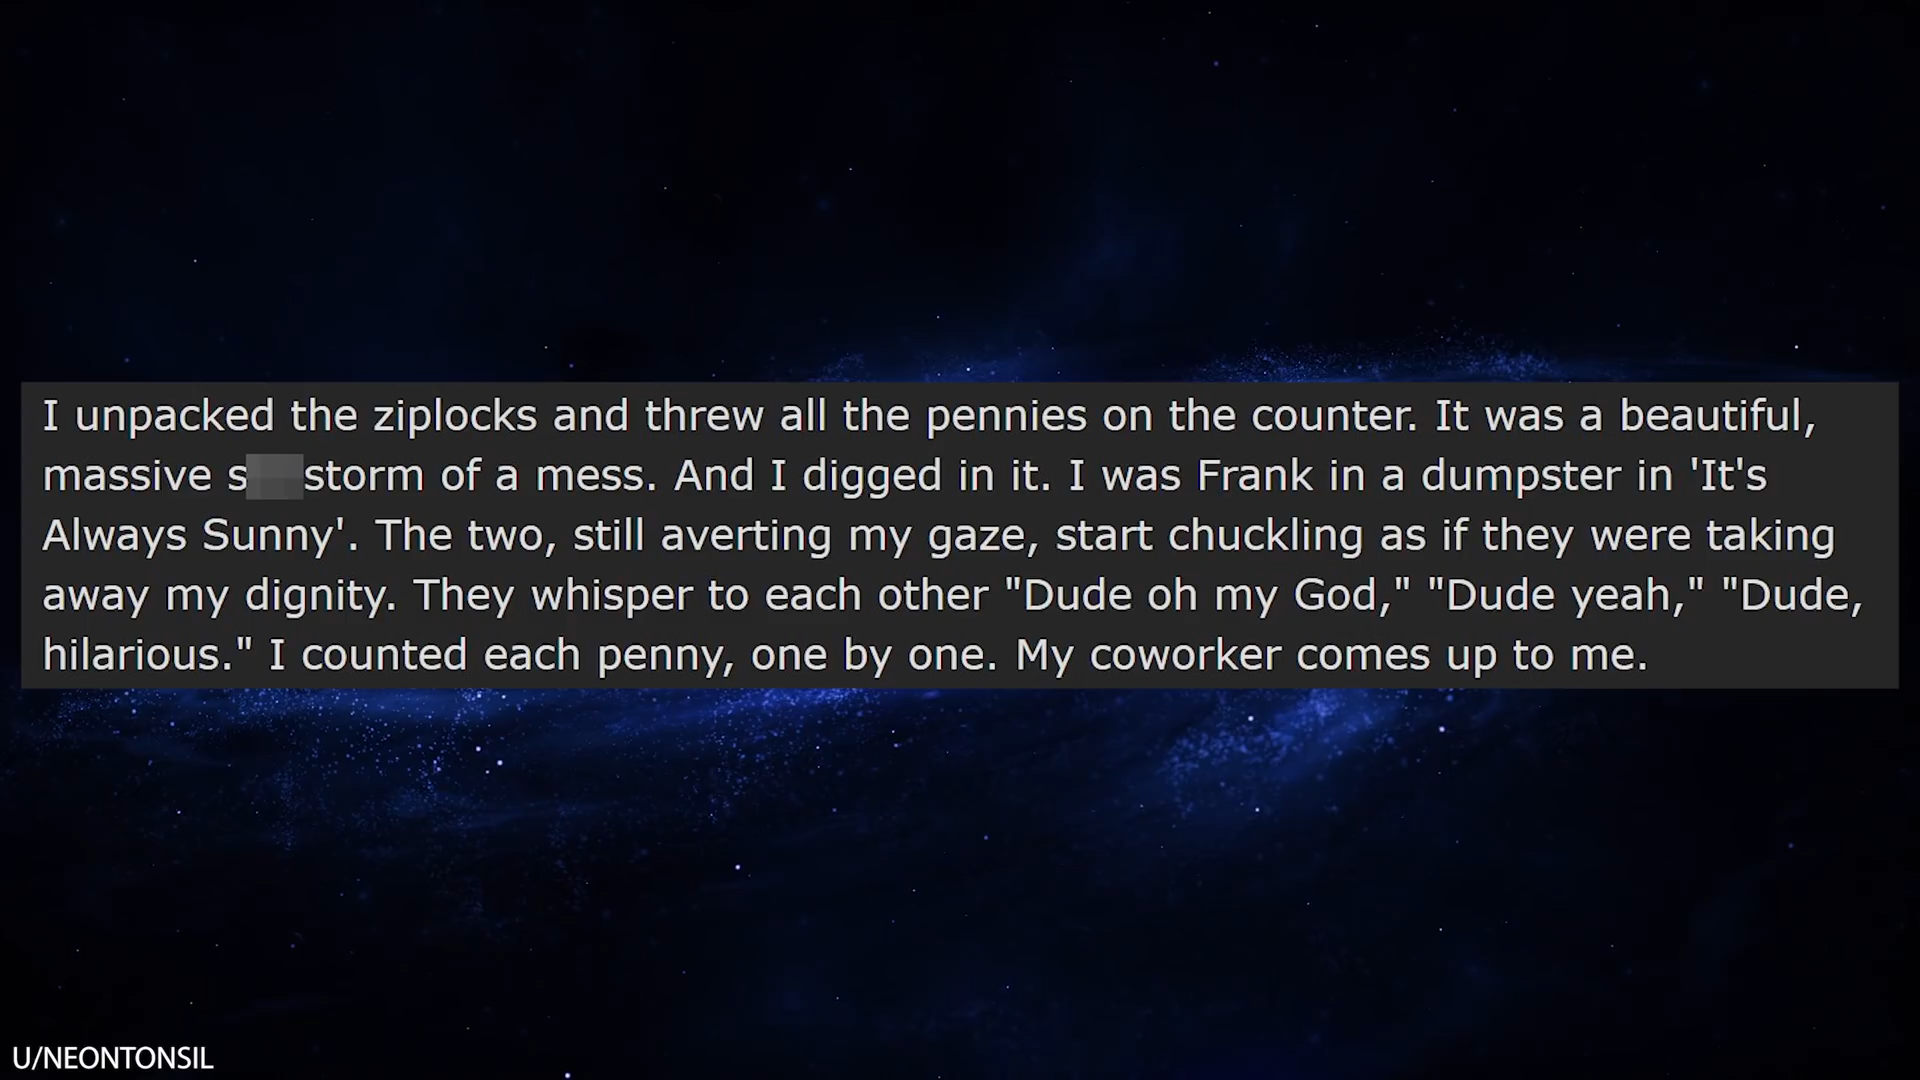 I unpacked the ziplocks and threw all the pennies on the counter. It was a beautiful,
massive s storm of a mess. And I digged in it. I was Frank in a dumpster in 'It's
Always Sunny'. The two, still averting my gaze, start chuckling as if they were taking
away my dignity. They whisper to each other "Dude oh my God," "Dude yeah," "Dude,
hilarious." I counted each penny, one by one. My coworker comes up to me.
U/NEONTONSIL